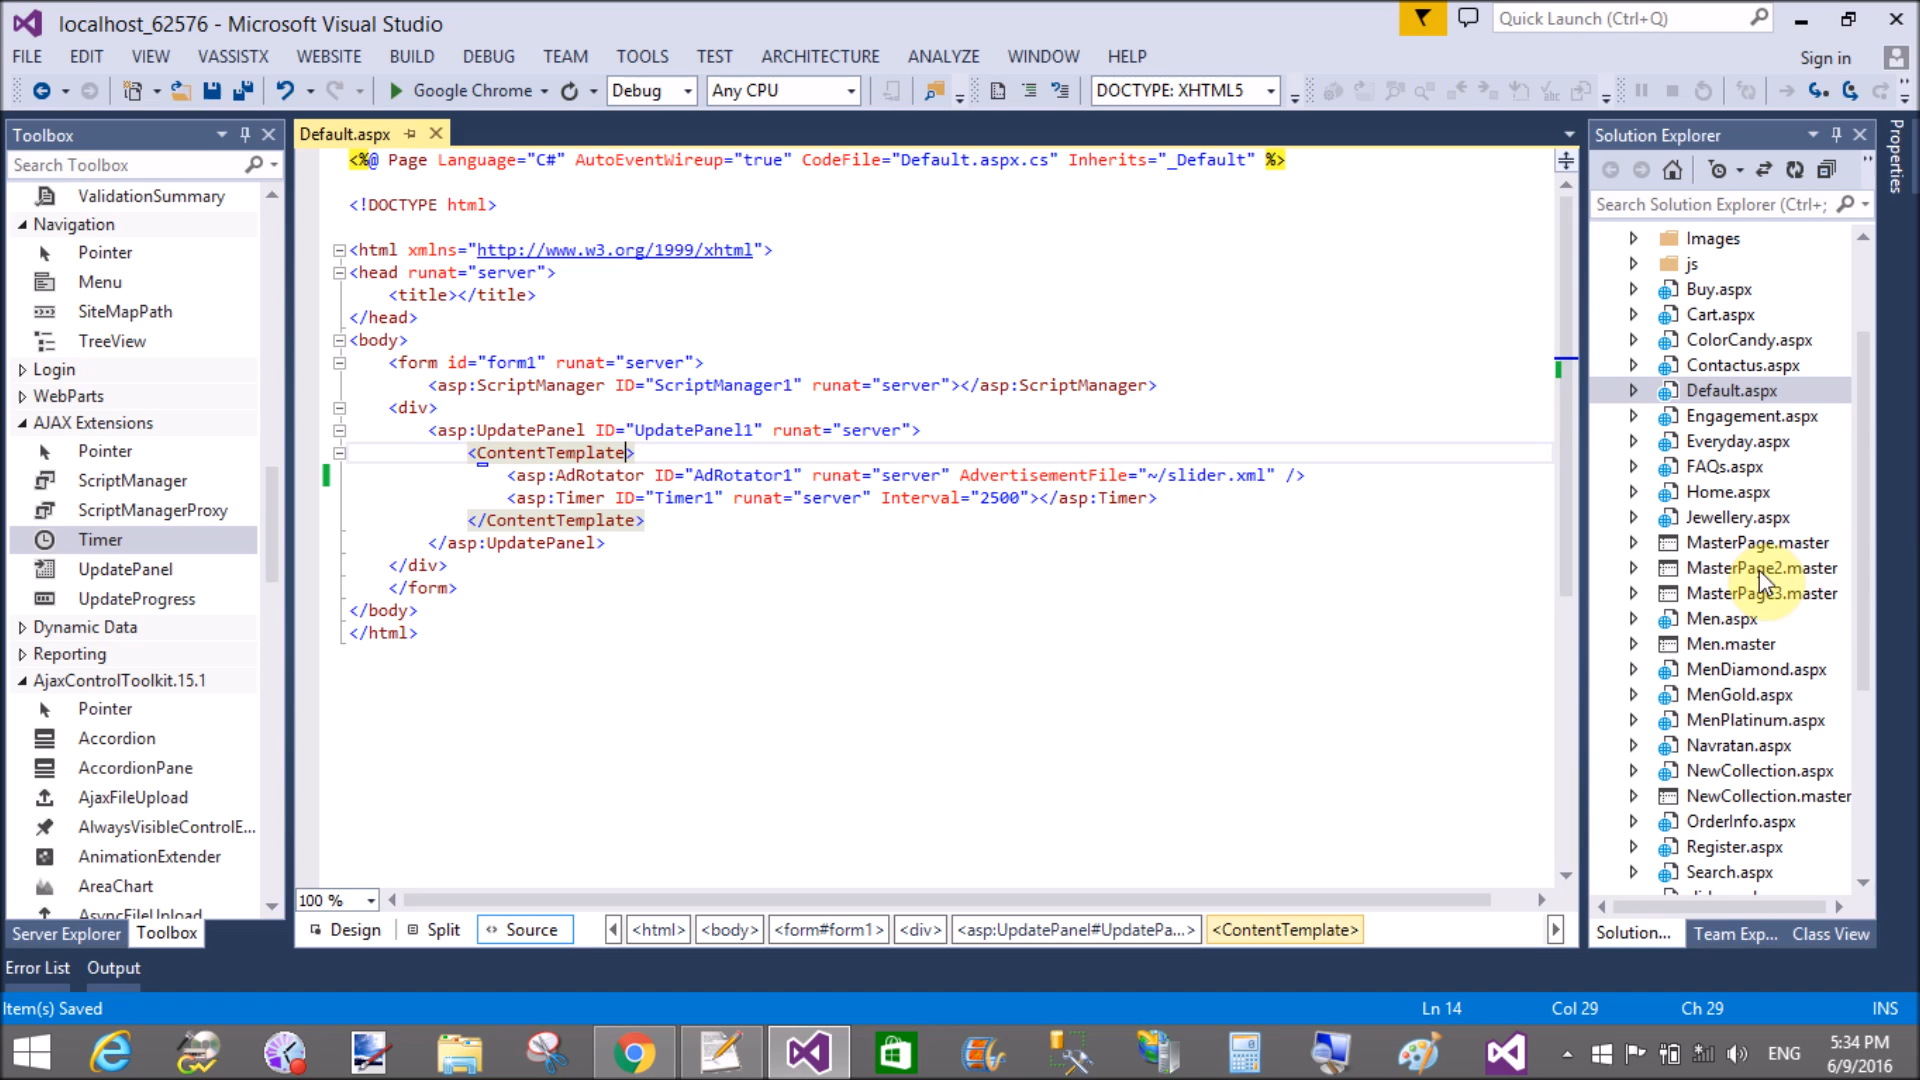 localhost_62576 - Microsoft Visual Studio
Quick Launch (Ctrl+Q)
FILE EDIT VIEW VASSISTX WEBSITE BUILD DEBUG TEAM TOOLS TEST ARCHITECTURE ANALYZE WINDOW HELP
Sign in
Google Chrome Debug Any CPU DOCTYPE: XHTML5
Toolbox
Search Toolbox
ValidationSummary
Navigation
Pointer
Menu
SiteMapPath
TreeView
Login
WebParts
AJAX Extensions
Pointer
ScriptManager
ScriptManagerProxy
Timer
UpdatePanel
UpdateProgress
Dynamic Data
Reporting
AjaxControlToolkit.15.1
Pointer
Accordion
AccordionPane
AjaxFileUpload
AlwaysVisibleControlE...
AnimationExtender
AreaChart
AsyncFileUpload
Server Explorer Toolbox
Default.aspx
<%@ Page Language="C#" AutoEventWireup="true" CodeFile="Default.aspx.cs" Inherits="_Default" %>
<!DOCTYPE html>
<html xmlns="http://www.w3.org/1999/xhtml">
<head runat="server">
<title></title>
</head>
<body>
<form id="form1" runat="server">
<asp:ScriptManager ID="ScriptManager1" runat="server"></asp:ScriptManager>
<div>
<asp:UpdatePanel ID="UpdatePanel1" runat="server">
<ContentTemplate>
<asp:AdRotator ID="AdRotator1" runat="server" AdvertisementFile="~/slider.xml" />
<asp:Timer ID="Timer1" runat="server" Interval="2500"></asp:Timer>
</ContentTemplate>
</asp:UpdatePanel>
</div>
</form>
</body>
</html>
100 %
Design Split Source <html> <body> <form#form1> <div> <asp:UpdatePanel#UpdatePa...> <ContentTemplate>
Solution Explorer
Search Solution Explorer (Ctrl+;
Images
js
Buy.aspx
Cart.aspx
ColorCandy.aspx
Contactus.aspx
Default.aspx
Engagement.aspx
Everyday.aspx
FAQs.aspx
Home.aspx
Jewellery.aspx
MasterPage.master
MasterPage2.master
MasterPage3.master
Men.aspx
Men.master
MenDiamond.aspx
MenGold.aspx
MenPlatinum.aspx
Navratan.aspx
NewCollection.aspx
NewCollection.master
OrderInfo.aspx
Register.aspx
Search.aspx
Solution... Team Exp... Class View
Properties
Error List Output
Item(s) Saved Ln 14 Col 29 Ch 29 INS
ENG
5:34 PM
6/9/2016